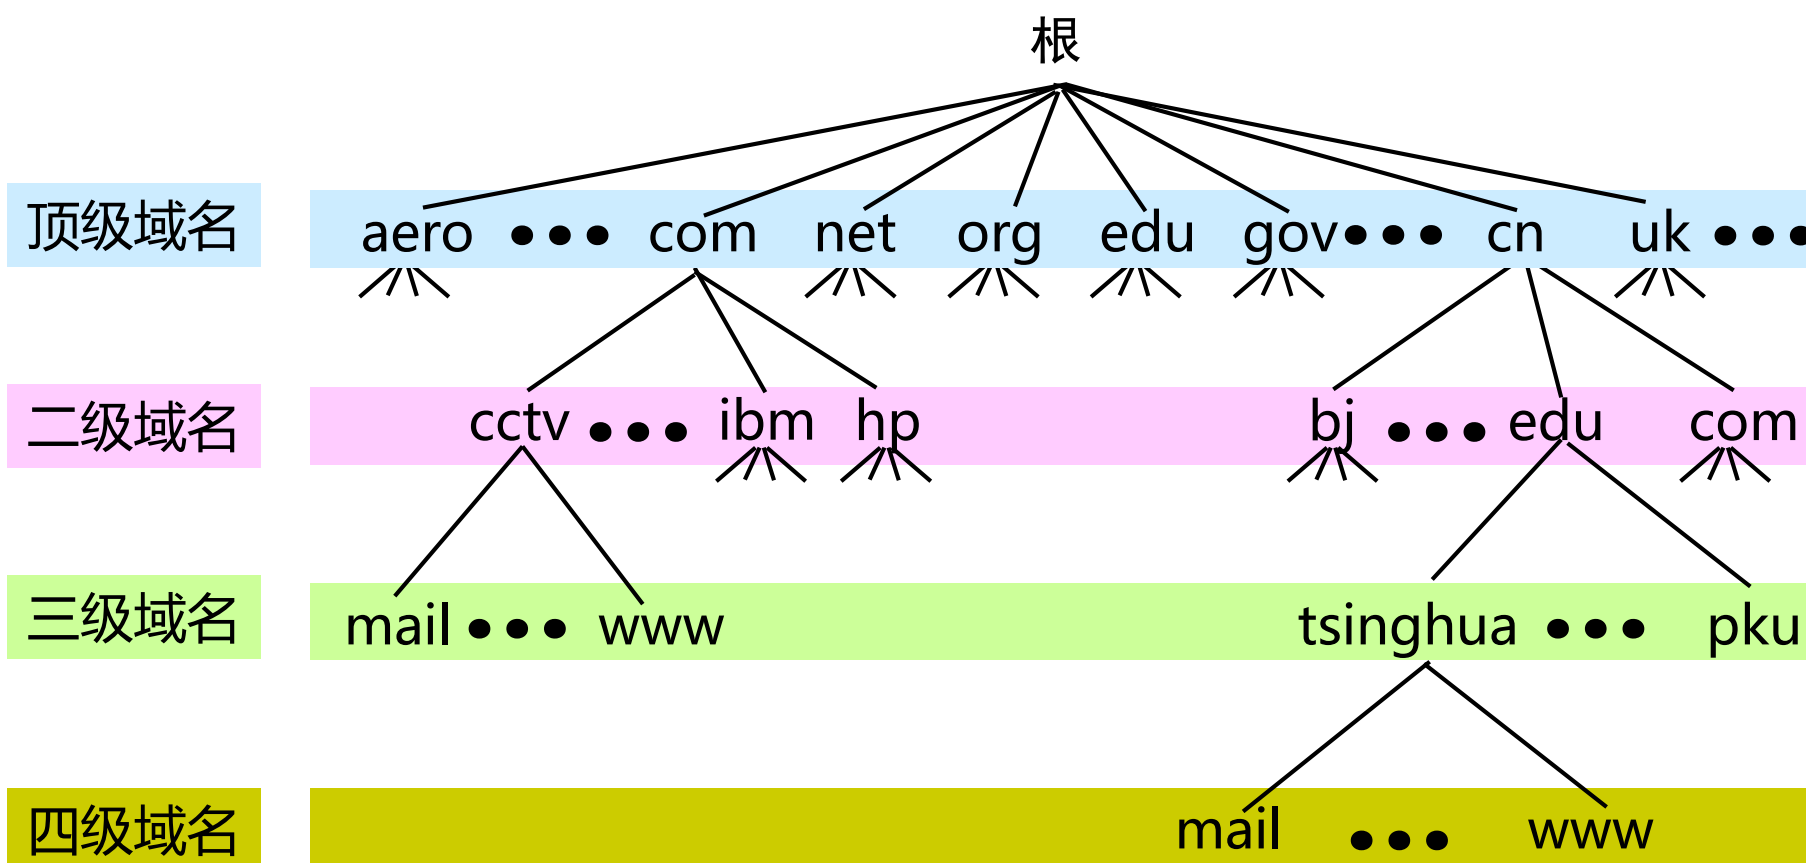 根
顶级域名 aero ••• com net org edu gov ••• cn uk •••
二级域名 cctv ••• ibm hp bj ••• edu com
三级域名 mail ••• www tsinghua ••• pku
四级域名 mail ••• www